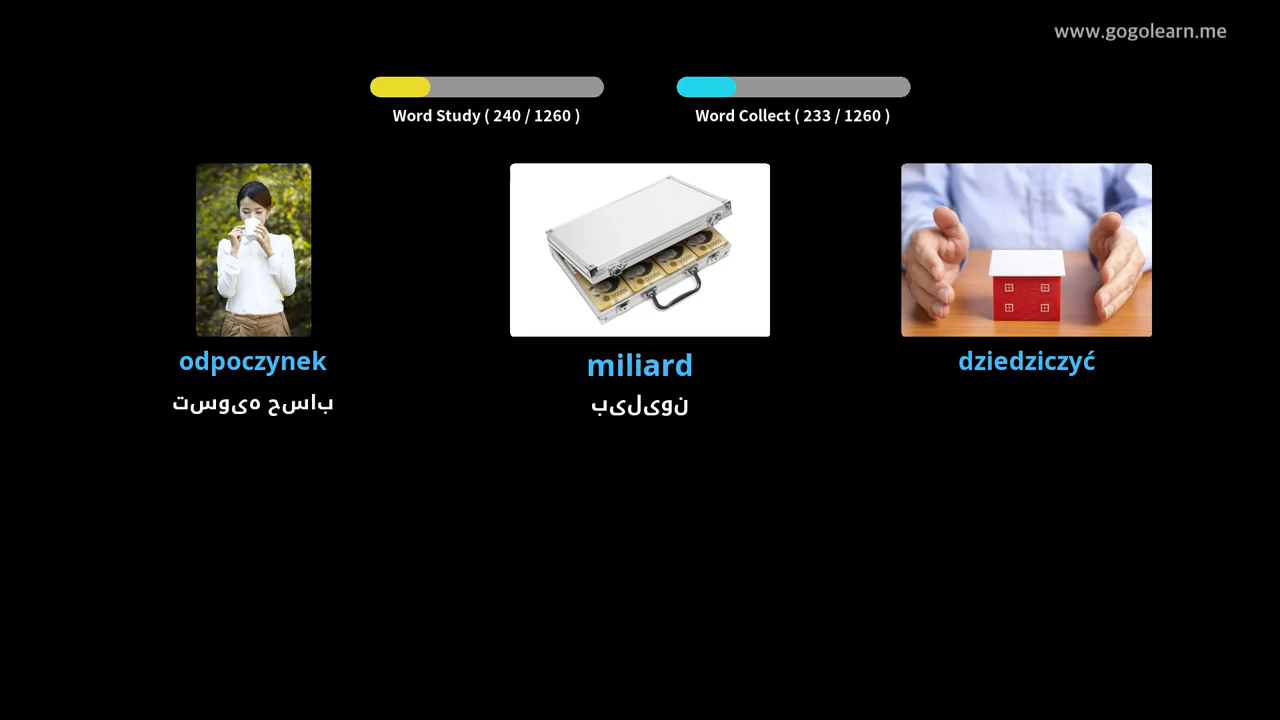 www.gogolearn.me
Word Study ( 240 / 1260 )
Word Collect ( 233 / 1260 )
odpoczynek
باسح هیوست
miliard
نویلیب
dziedziczyć